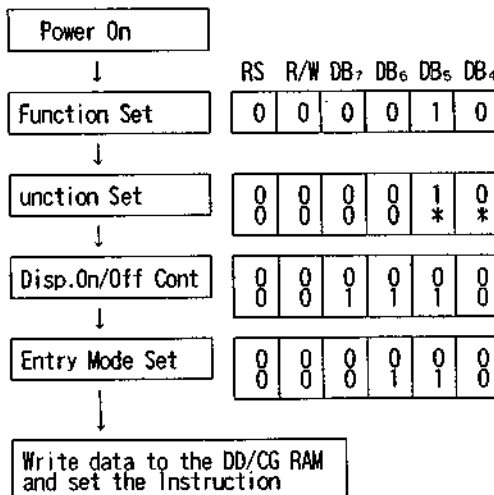 Power On
↓ RS R/W DB₇ DB₆ DB₅ DB₄
Function Set 0 0 0 0 1 0
↓
unction Set 0 0 0 0 1 0
0 0 0 0 * *
↓
Disp.On/Off Cont 0 0 0 0 0 0
0 0 1 1 1 0
↓
Entry Mode Set 0 0 0 0 0 0
0 0 0 1 1 0
↓
Write data to the DD/CG RAM
and set the Instruction